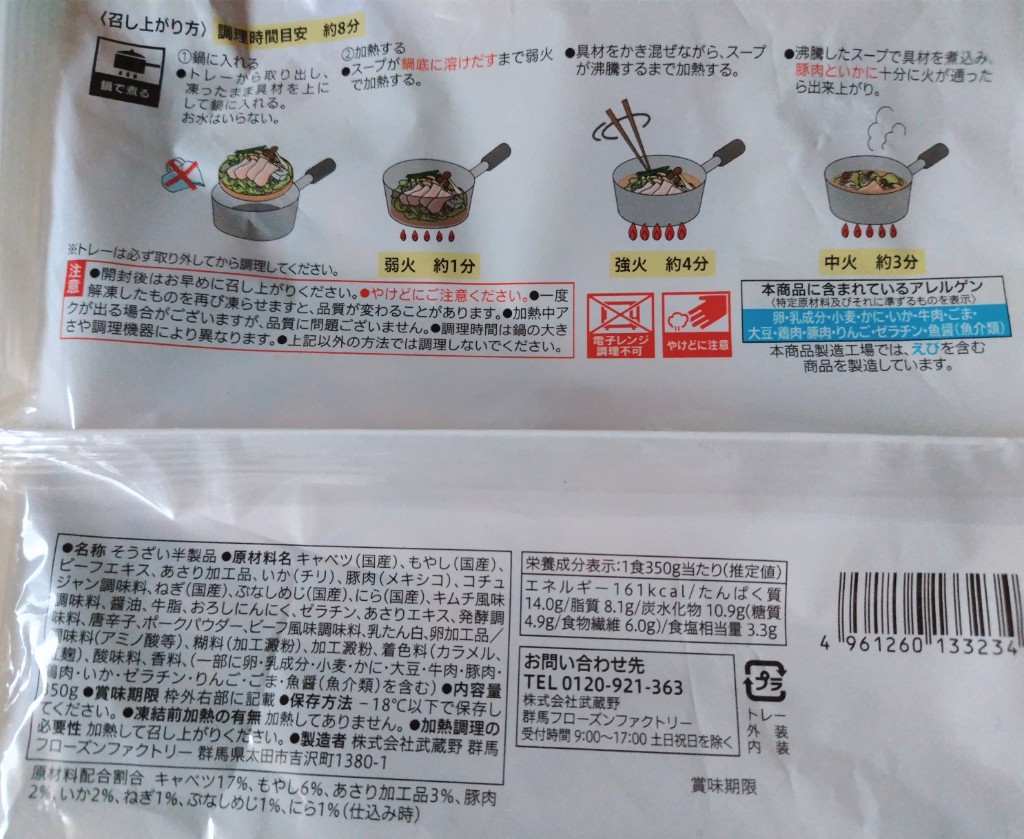 〈召し上がり方〉 調理時間目安 約8分
鍋で煮る
①鍋に入れる
●トレーから取り出し、
凍ったまま具材を上に
して鍋に入れる。
お水はいらない。
②加熱する
●スープが鍋底に溶けだすまで弱火
で加熱する。
●具材をかき混ぜながら、スープ
が沸騰するまで加熱する。
●沸騰したスープで具材を煮込み、
豚肉といかに十分に火が通った
ら出来上がり。
※トレーは必ず取り外してから調理してください。
弱火 約1分
強火 約4分
中火 約3分
注意
●開封後はお早めに召し上がりください。●やけどにご注意ください。●一度
解凍したものを再び凍らせますと、品質が変わることがあります。●加熱中ア
クが出る場合がございますが、品質に問題ございません。●調理時間は鍋の大き
さや調理機器により異なります。●上記以外の方法では調理しないでください。
電子レンジ
調理不可
やけどに注意
本商品に含まれているアレルゲン
(特定原材料及びそれに準ずるものを表示)
卵・乳成分・小麦・かに・いか・牛肉・ごま・
大豆・鶏肉・豚肉・りんご・ゼラチン・魚醤(魚介類)
本商品製造工場では、えびを含む
商品を製造しています。
●名称 そうざい半製品 ●原材料名 キャベツ(国産)、もやし(国産)、
ビーフエキス、あさり加工品、いか(チリ)、豚肉(メキシコ)、コチュ
ジャン調味料、ねぎ(国産)、ぶなしめじ(国産)、にら(国産)、キムチ風味
調味料、醤油、牛脂、おろしにんにく、ゼラチン、あさりエキス、発酵調
味料、唐辛子、ポークパウダー、ビーフ風味調味料、乳たん白、卵加工品/
調味料(アミノ酸等)、糊料(加工澱粉)、加工澱粉、着色料(カラメル、
紅麹)、酸味料、香料、(一部に卵・乳成分・小麦・かに・大豆・牛肉・豚肉・
鶏肉・いか・ゼラチン・りんご・ごま・魚醤(魚介類)を含む) ●内容量
350g ●賞味期限 枠外右部に記載 ●保存方法 －18℃以下で保存し
てください。●凍結前加熱の有無 加熱してありません。●加熱調理の
必要性 加熱して召し上がりください。●製造者 株式会社武蔵野 群馬
フローズンファクトリー 群馬県太田市吉沢町1380-1
原材料配合割合 キャベツ17%、もやし6%、あさり加工品3%、豚肉
2%、いか2%、ねぎ1%、ぶなしめじ1%、にら1%(仕込み時)
栄養成分表示:1食350g当たり(推定値)
エネルギー 161kcal/たんぱく質
14.0g/脂質 8.1g/炭水化物 10.9g(糖質
4.9g/食物繊維 6.0g)/食塩相当量 3.3g
お問い合わせ先
TEL 0120-921-363
株式会社武蔵野
群馬フローズンファクトリー
受付時間 9:00～17:00 土日祝日を除く
プラ
トレー
外装
内装
4 961260 133234
賞味期限